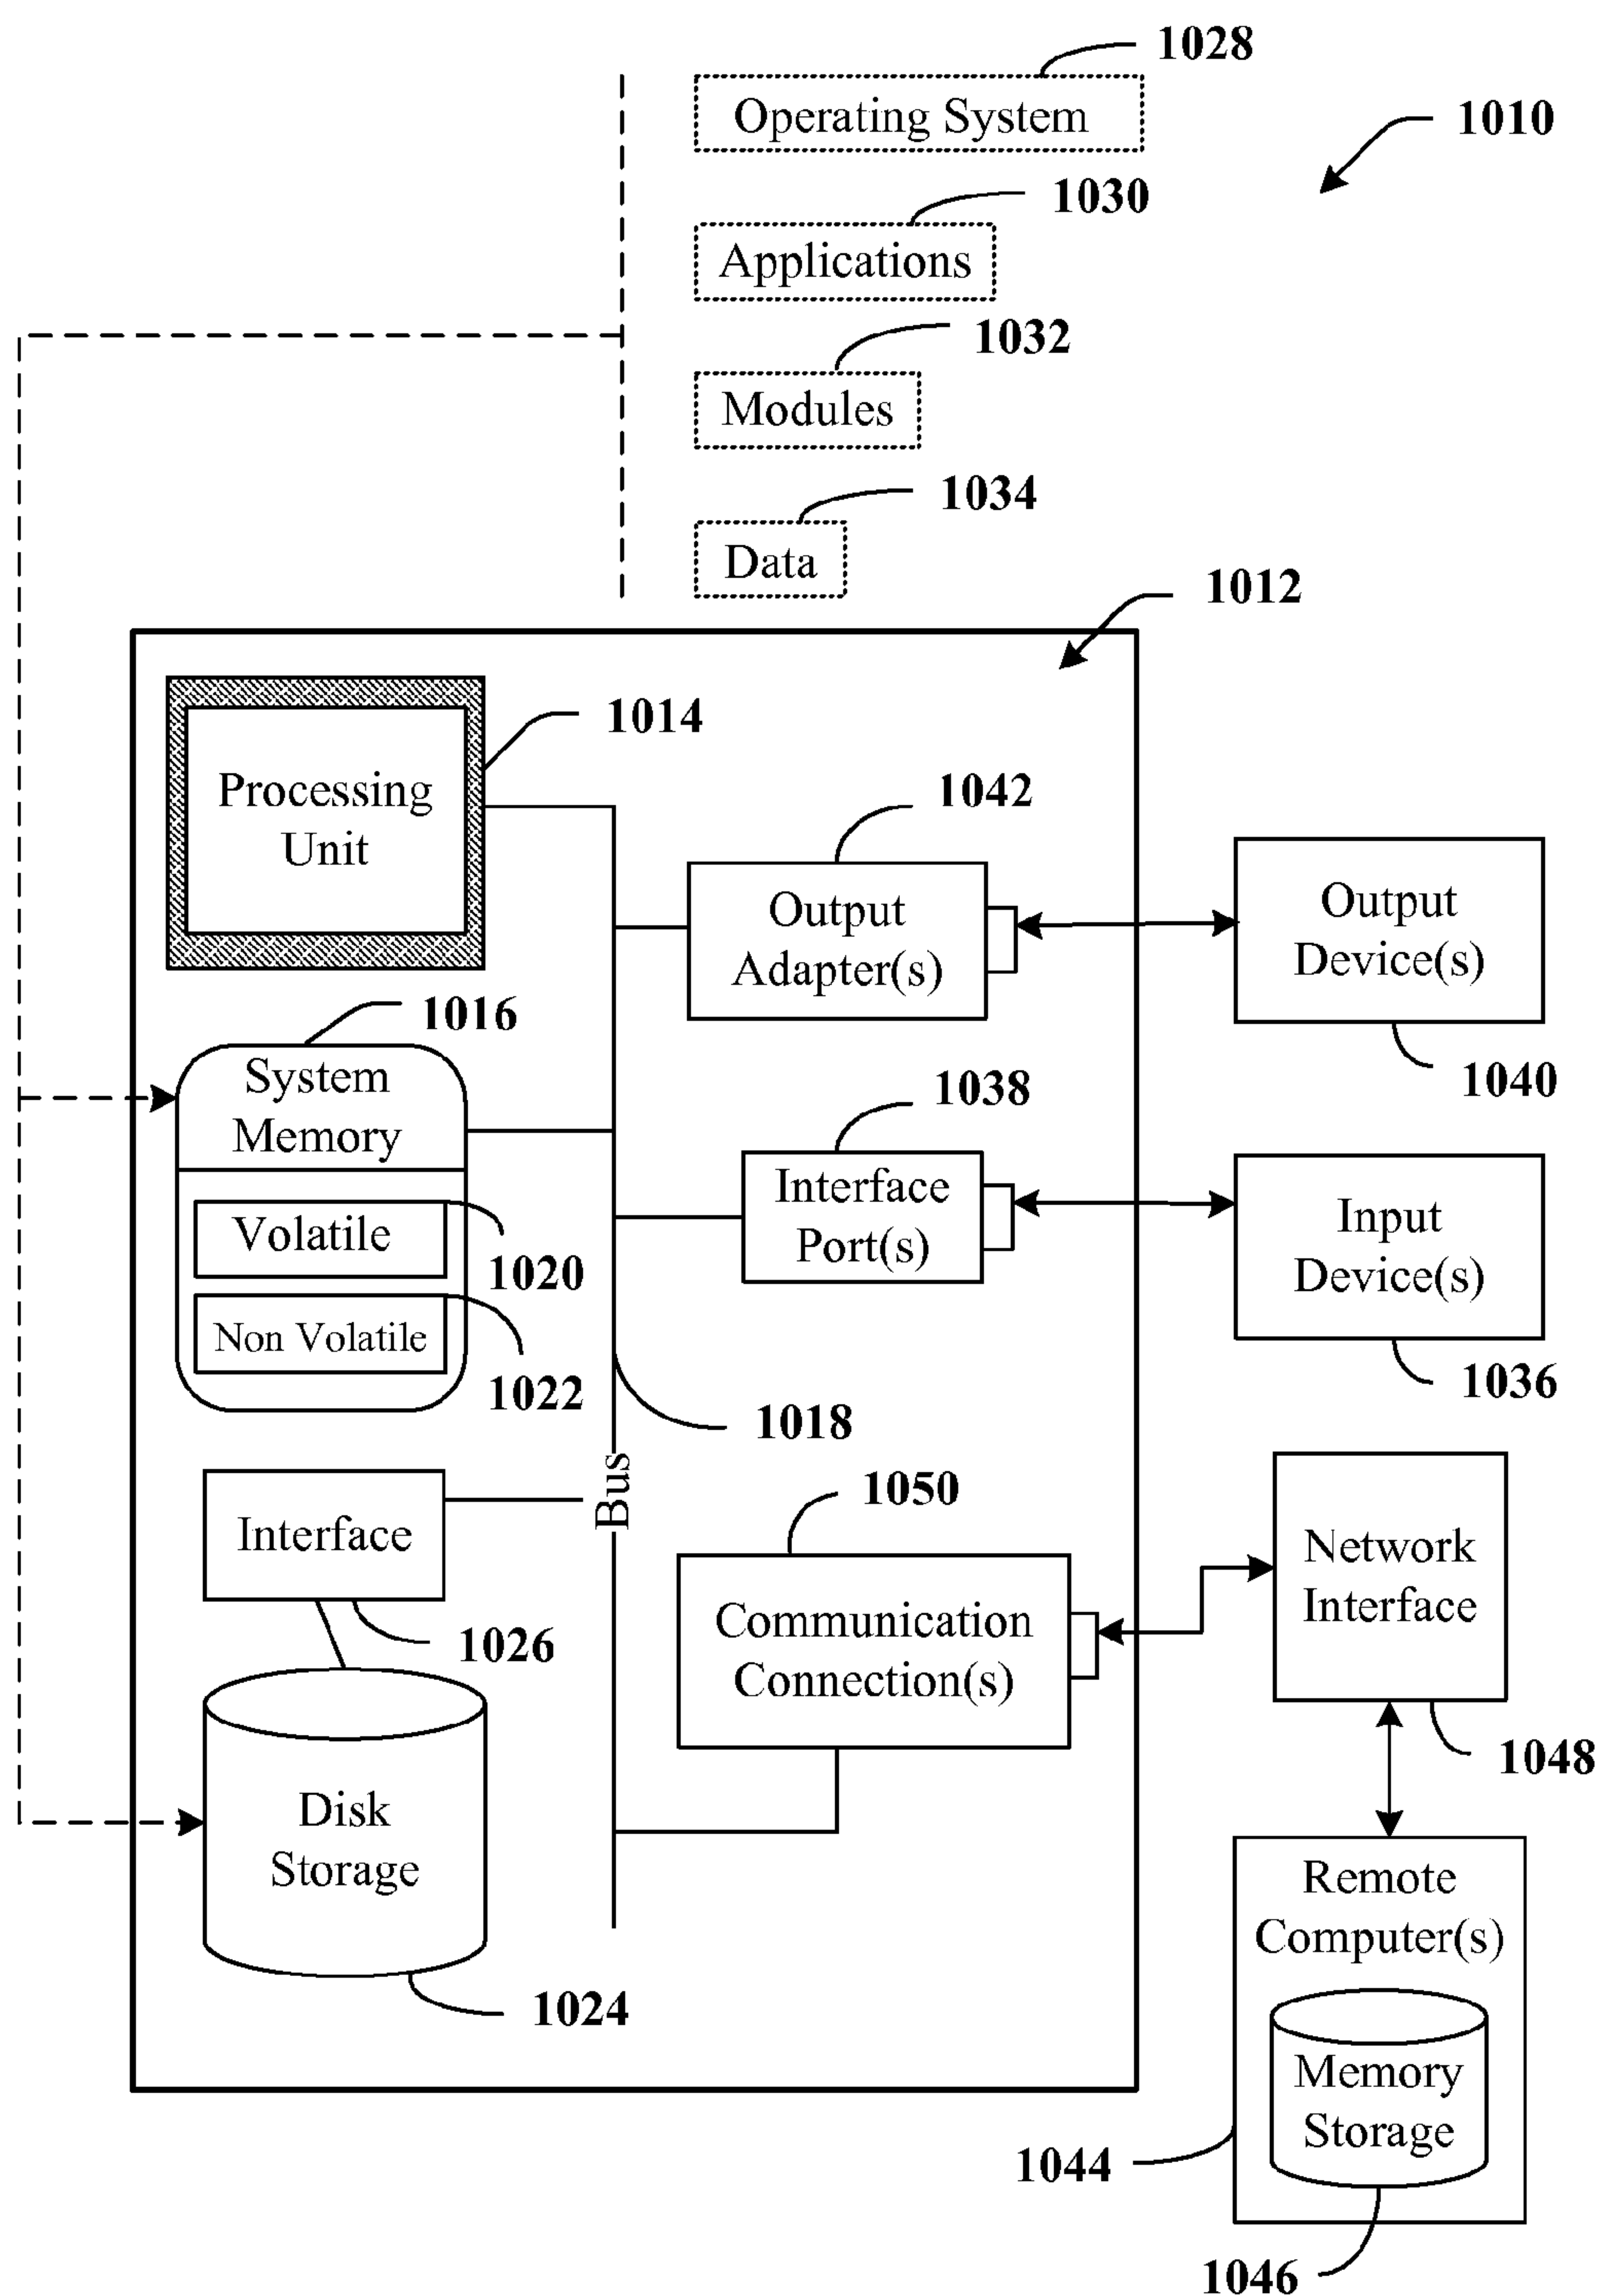 1028
Operating System
1010
1030
Applications
1032
Modules
1034
Data
1012
1014
Processing
Unit
1042
Output
Adapter(s)
Output
Device(s)
1040
1016
System
Memory
1038
Interface
Port(s)
Input
Device(s)
1036
Volatile
1020
Non Volatile
1022
1018
Bus
Interface
1026
1050
Communication
Connection(s)
Network
Interface
1048
Disk
Storage
1024
Remote
Computer(s)
Memory
Storage
1044
1046